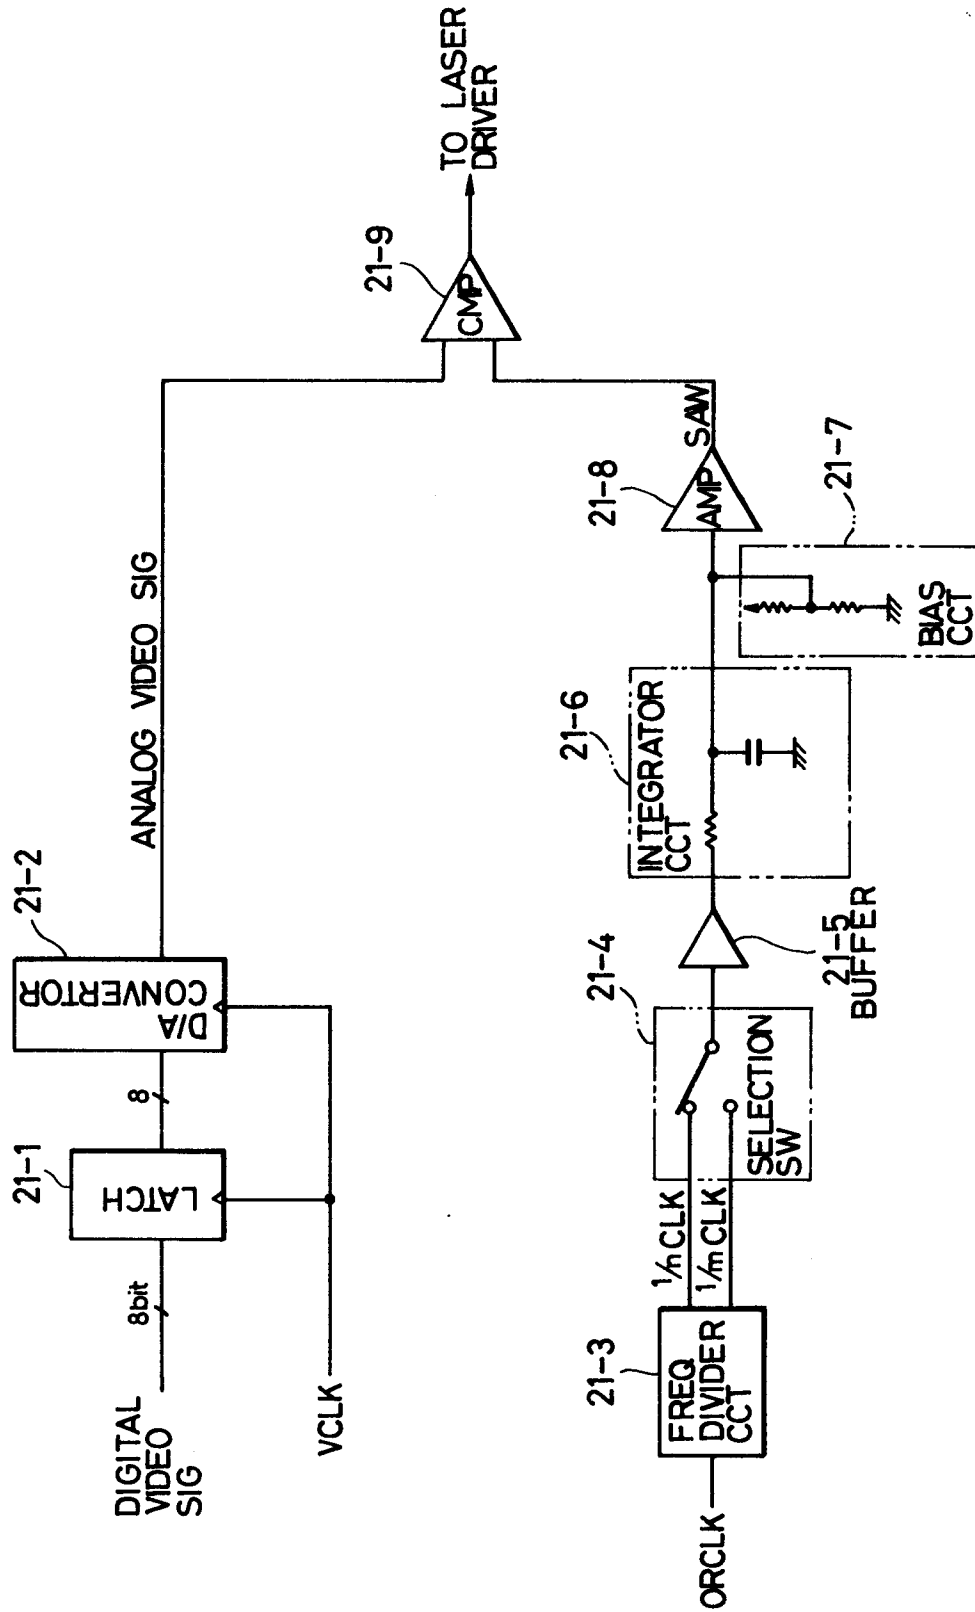 DIGITAL
VIDEO
SIG
8bit
21-1
LATCH
8
21-2
D/A
CONVERTOR
ANALOG VIDEO SIG
VCLK
21-9
CMP
TO LASER
DRIVER
ORCLK
21-3
FREQ
DIVIDER
CCT
1/n CLK
1/m CLK
21-4
SELECTION
SW
21-5
BUFFER
21-6
INTEGRATOR
CCT
21-7
BIAS
CCT
21-8
AMP
SAW